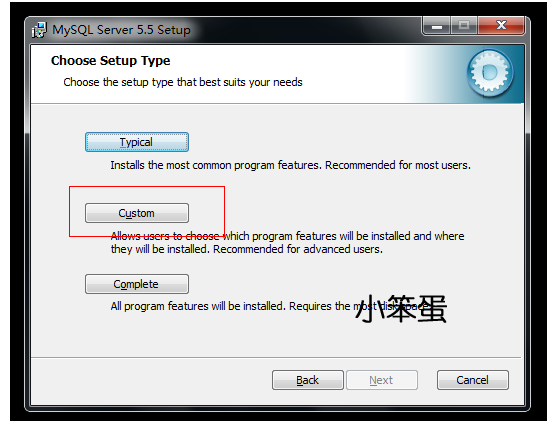 MySQL Server 5.5 Setup
Choose Setup Type
Choose the setup type that best suits your needs
Typical
Installs the most common program features. Recommended for most users.
Custom
Allows users to choose which program features will be installed and where
they will be installed. Recommended for advanced users.
Complete
All program features will be installed. Requires the most disk space.
小笨蛋
Back
Next
Cancel